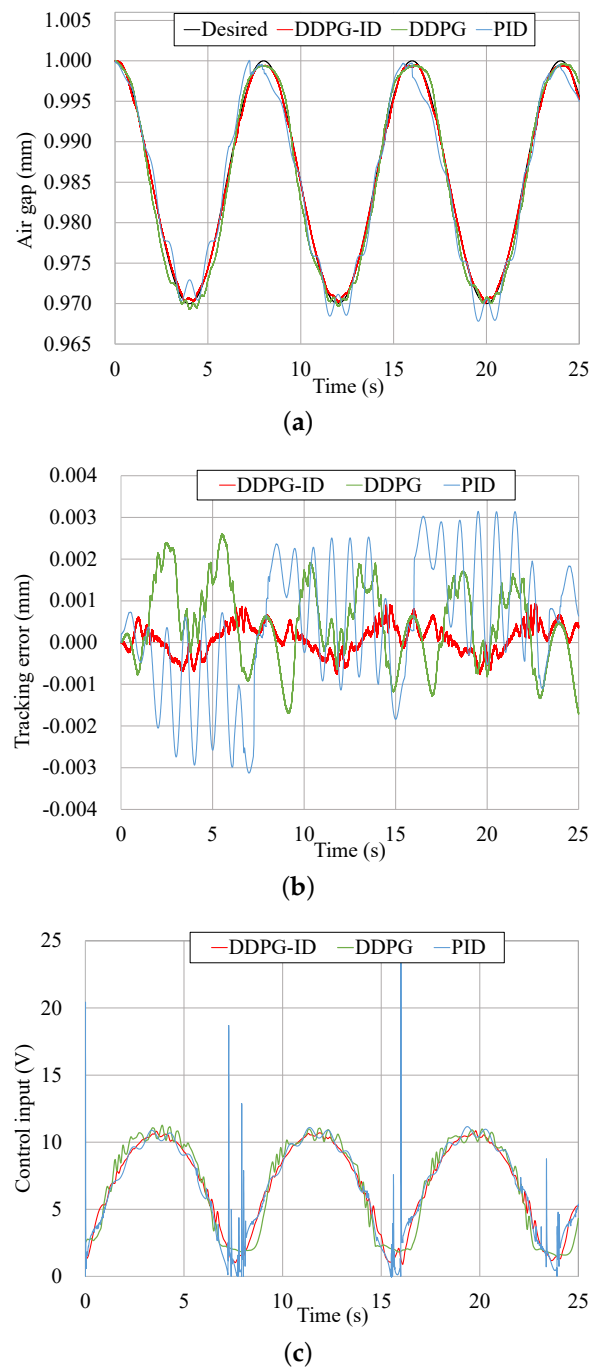 1.005
Desired DDPG-ID DDPG PID
1.000
0.995
0.990
0.985
0.980
0.975
0.970
0.965
Air gap (mm)
0 5 10 15 20 25
Time (s)
(a)
0.004
DDPG-ID DDPG PID
0.003
0.002
0.001
0.000
-0.001
-0.002
-0.003
-0.004
Tracking error (mm)
0 5 10 15 20 25
Time (s)
(b)
25
DDPG-ID DDPG PID
20
15
10
5
0
Control input (V)
0 5 10 15 20 25
Time (s)
(c)